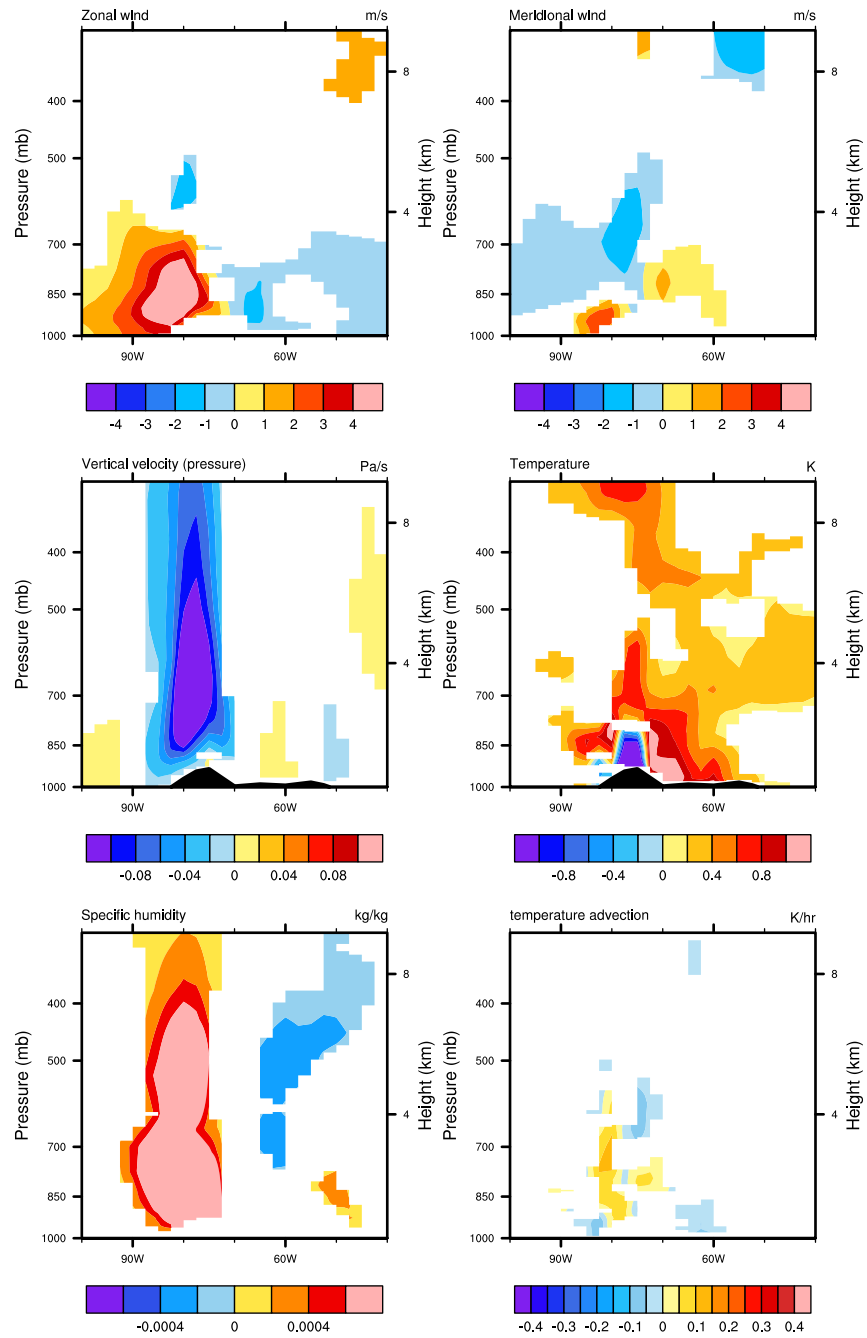 Zonal wind m/s
400
500
700
850
1000
Pressure (mb)
8
4
Height (km)
90W 60W
-4 -3 -2 -1 0 1 2 3 4
Meridional wind m/s
400
500
700
850
1000
Pressure (mb)
8
4
Height (km)
90W 60W
-4 -3 -2 -1 0 1 2 3 4
Vertical velocity (pressure) Pa/s
400
500
700
850
1000
Pressure (mb)
8
4
Height (km)
90W 60W
-0.08 -0.04 0 0.04 0.08
Temperature K
400
500
700
850
1000
Pressure (mb)
8
4
Height (km)
90W 60W
-0.8 -0.4 0 0.4 0.8
Specific humidity kg/kg
400
500
700
850
1000
Pressure (mb)
8
4
Height (km)
90W 60W
-0.0004 0 0.0004
temperature advection K/hr
400
500
700
850
1000
Pressure (mb)
8
4
Height (km)
90W 60W
-0.4 -0.3 -0.2 -0.1 0 0.1 0.2 0.3 0.4